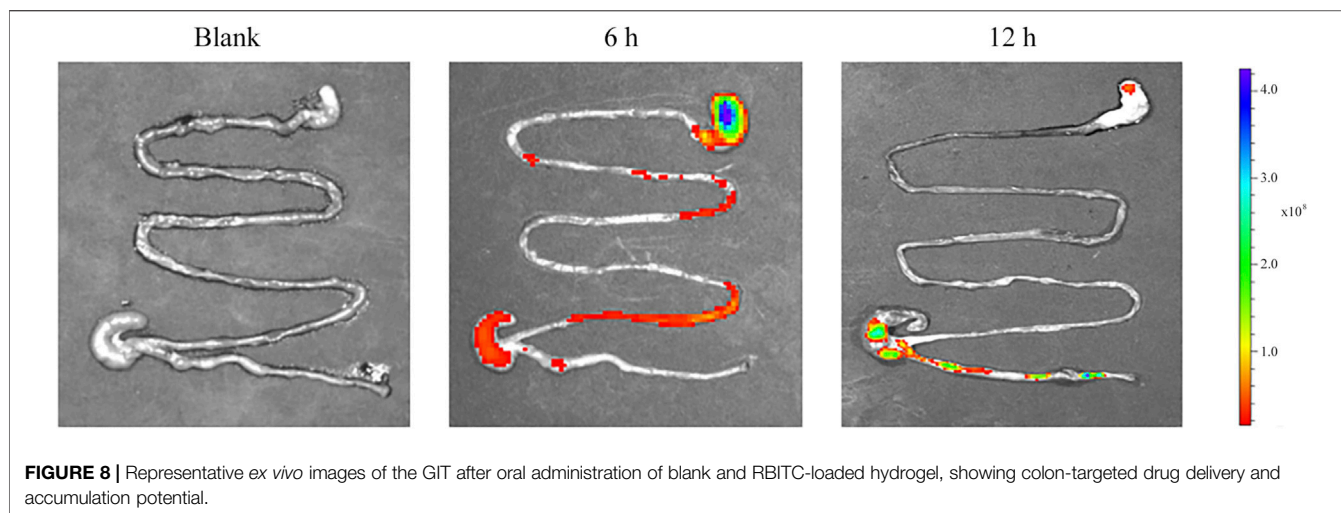 Blank
6 h
12 h
4.0
3.0
x10⁸
2.0
1.0
FIGURE 8 | Representative ex vivo images of the GIT after oral administration of blank and RBITC-loaded hydrogel, showing colon-targeted drug delivery and
accumulation potential.